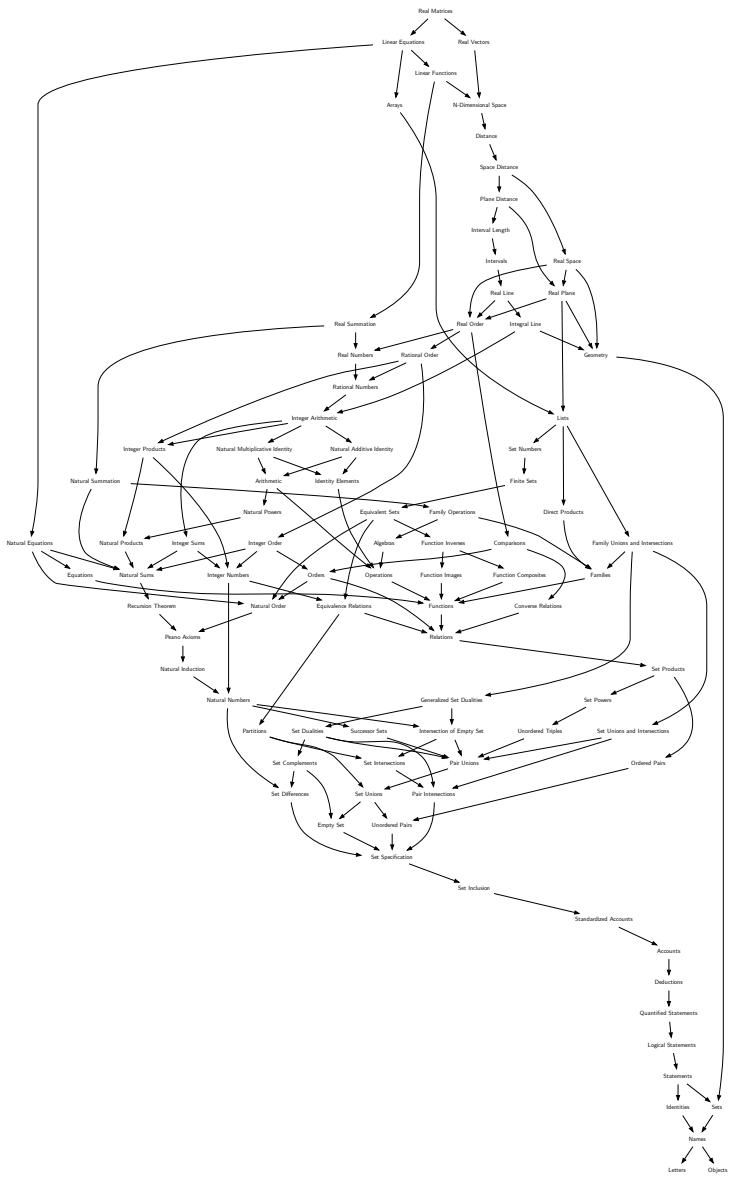 Real Matrices
Linear Equations
Real Vectors
Linear Functions
Arrays
N-Dimensional Space
Distance
Space Distance
Plane Distance
Interval Length
Intervals
Real Space
Real Line
Real Plane
Real Summation
Real Order
Integral Line
Real Numbers
Rational Order
Geometry
Rational Numbers
Integer Arithmetic
Lists
Integer Products
Natural Multiplicative Identity
Natural Additive Identity
Set Numbers
Natural Summation
Arithmetic
Identity Elements
Finite Sets
Natural Powers
Equivalent Sets
Family Operations
Direct Products
Natural Equations
Natural Products
Integer Sums
Integer Order
Algebras
Function Inverses
Comparisons
Family Unions and Intersections
Equations
Natural Sums
Integer Numbers
Orders
Operations
Function Images
Function Composites
Families
Recursion Theorem
Natural Order
Equivalence Relations
Functions
Converse Relations
Peano Axioms
Relations
Natural Induction
Set Products
Natural Numbers
Generalized Set Dualities
Set Powers
Partitions
Set Dualities
Successor Sets
Intersection of Empty Set
Unordered Triples
Set Unions and Intersections
Set Complements
Set Intersections
Pair Unions
Ordered Pairs
Set Differences
Set Unions
Pair Intersections
Empty Set
Unordered Pairs
Set Specification
Set Inclusion
Standardized Accounts
Accounts
Deductions
Quantified Statements
Logical Statements
Statements
Identities
Sets
Names
Letters
Objects